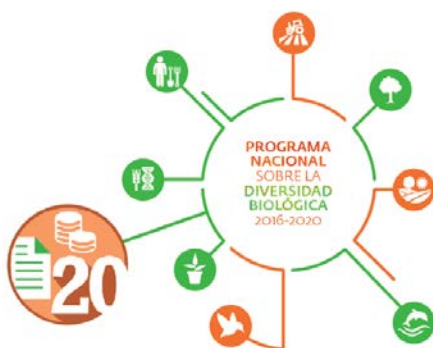 PROGRAMA
NACIONAL
SOBRE LA
DIVERSIDAD
BIOLÓGICA
2016-2020
20